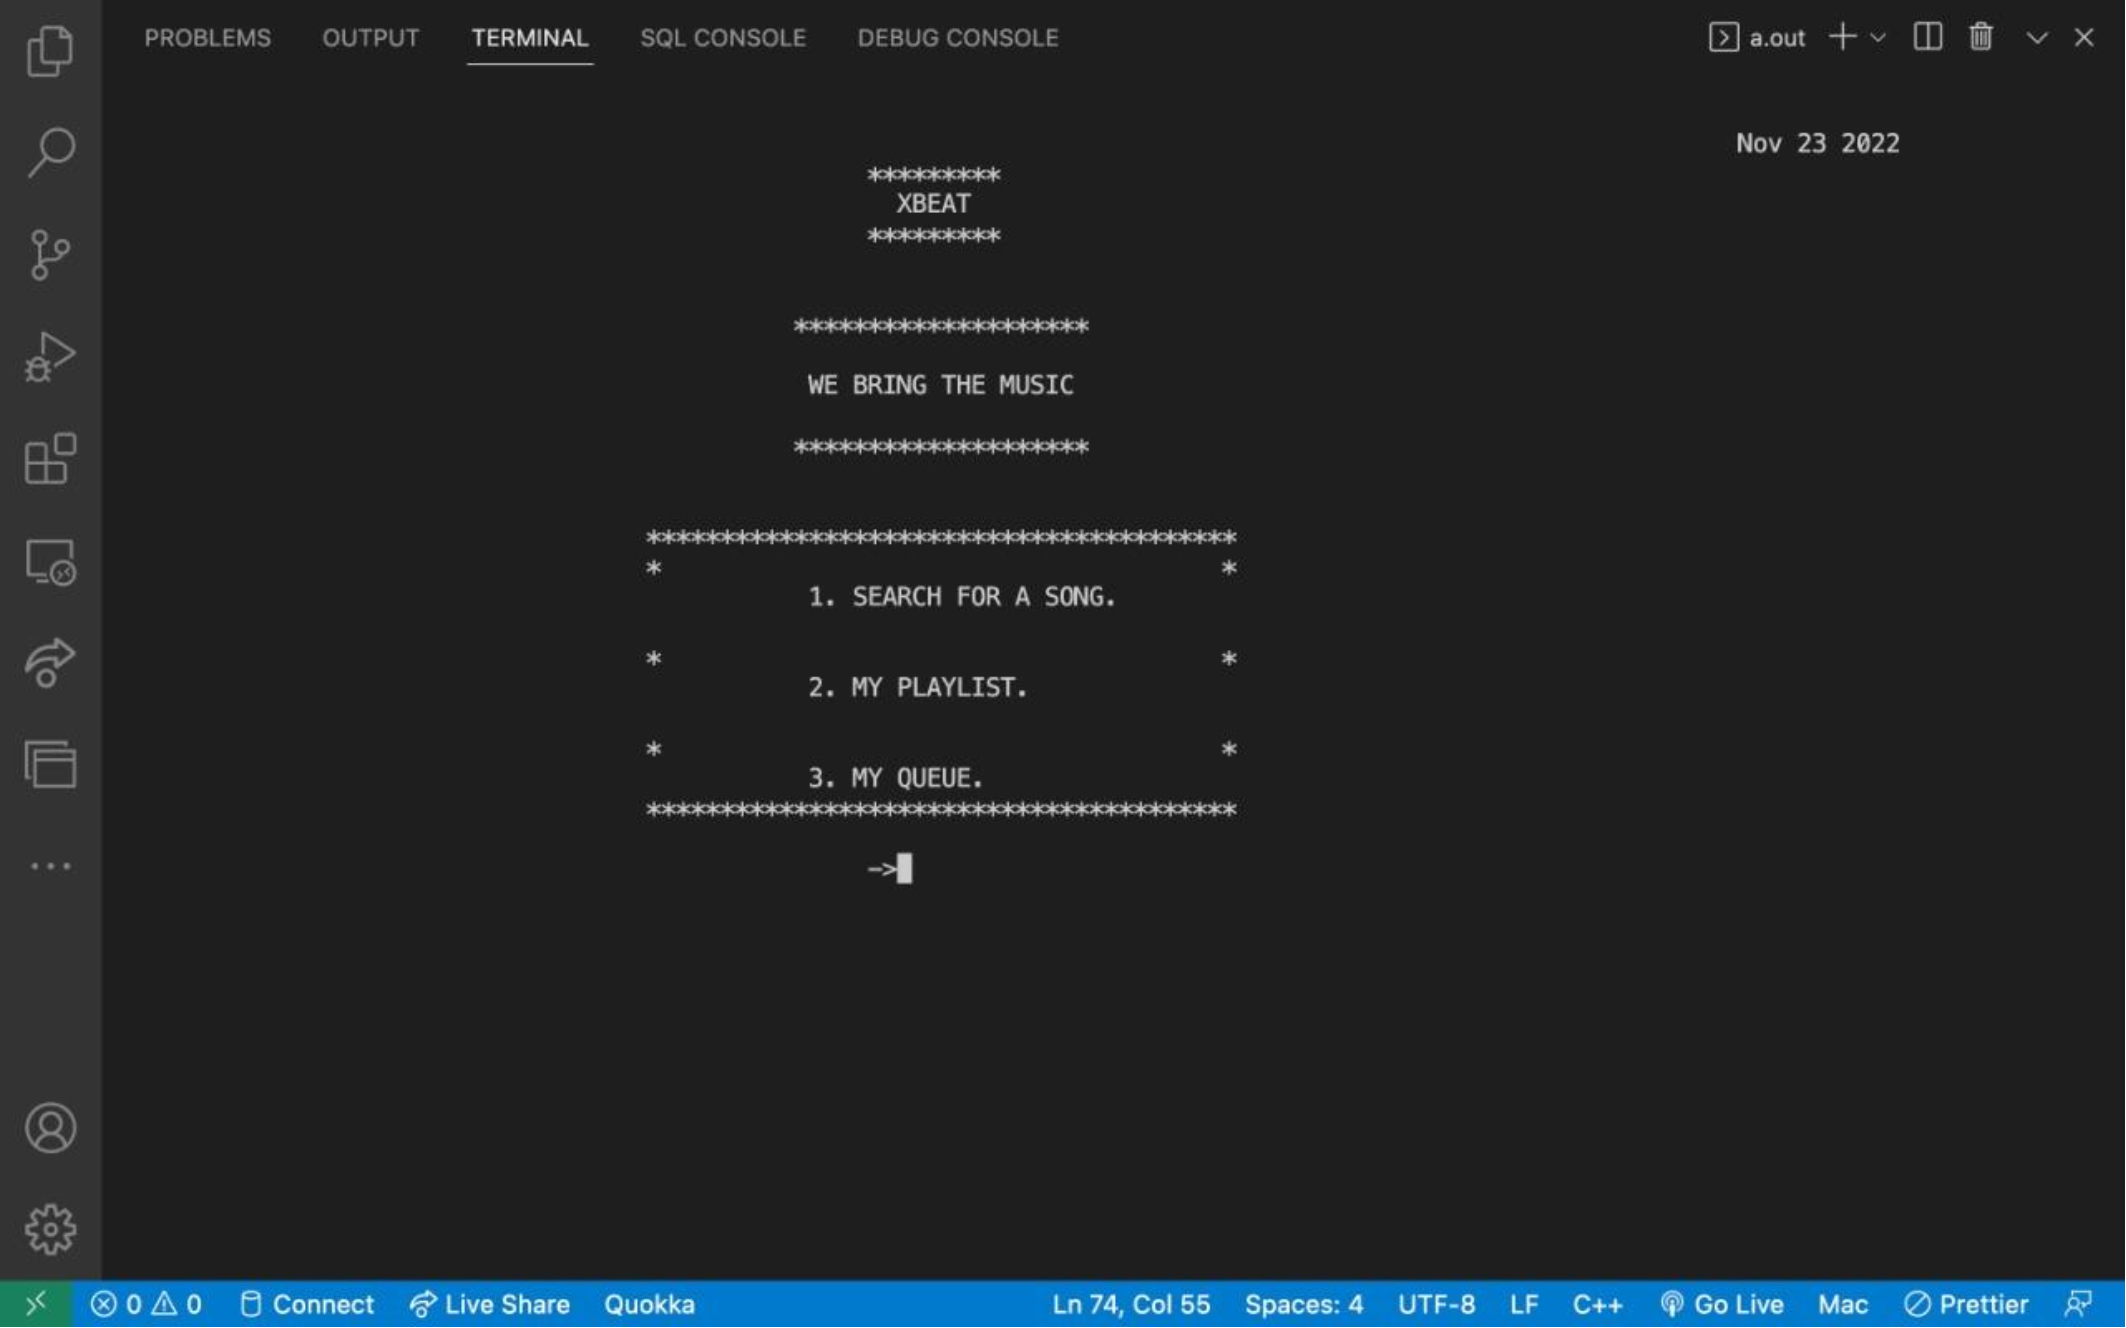 PROBLEMS OUTPUT TERMINAL SQL CONSOLE DEBUG CONSOLE a.out
Nov 23 2022
*********
XBEAT
*********
********************
WE BRING THE MUSIC
********************
****************************************
* *
1. SEARCH FOR A SONG.
* *
2. MY PLAYLIST.
* *
3. MY QUEUE.
****************************************
->
0 0 Connect Live Share Quokka Ln 74, Col 55 Spaces: 4 UTF-8 LF C++ Go Live Mac Prettier